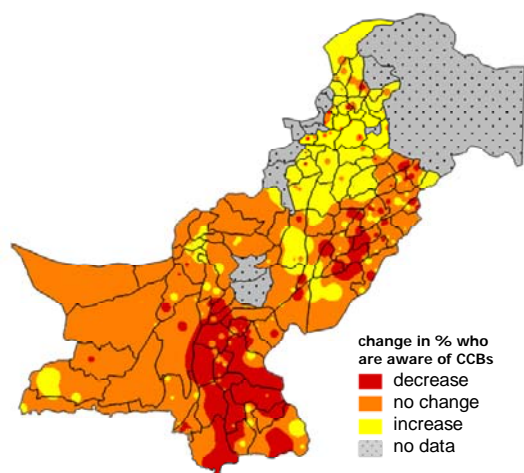 change in % who
are aware of CCBs
decrease
no change
increase
no data